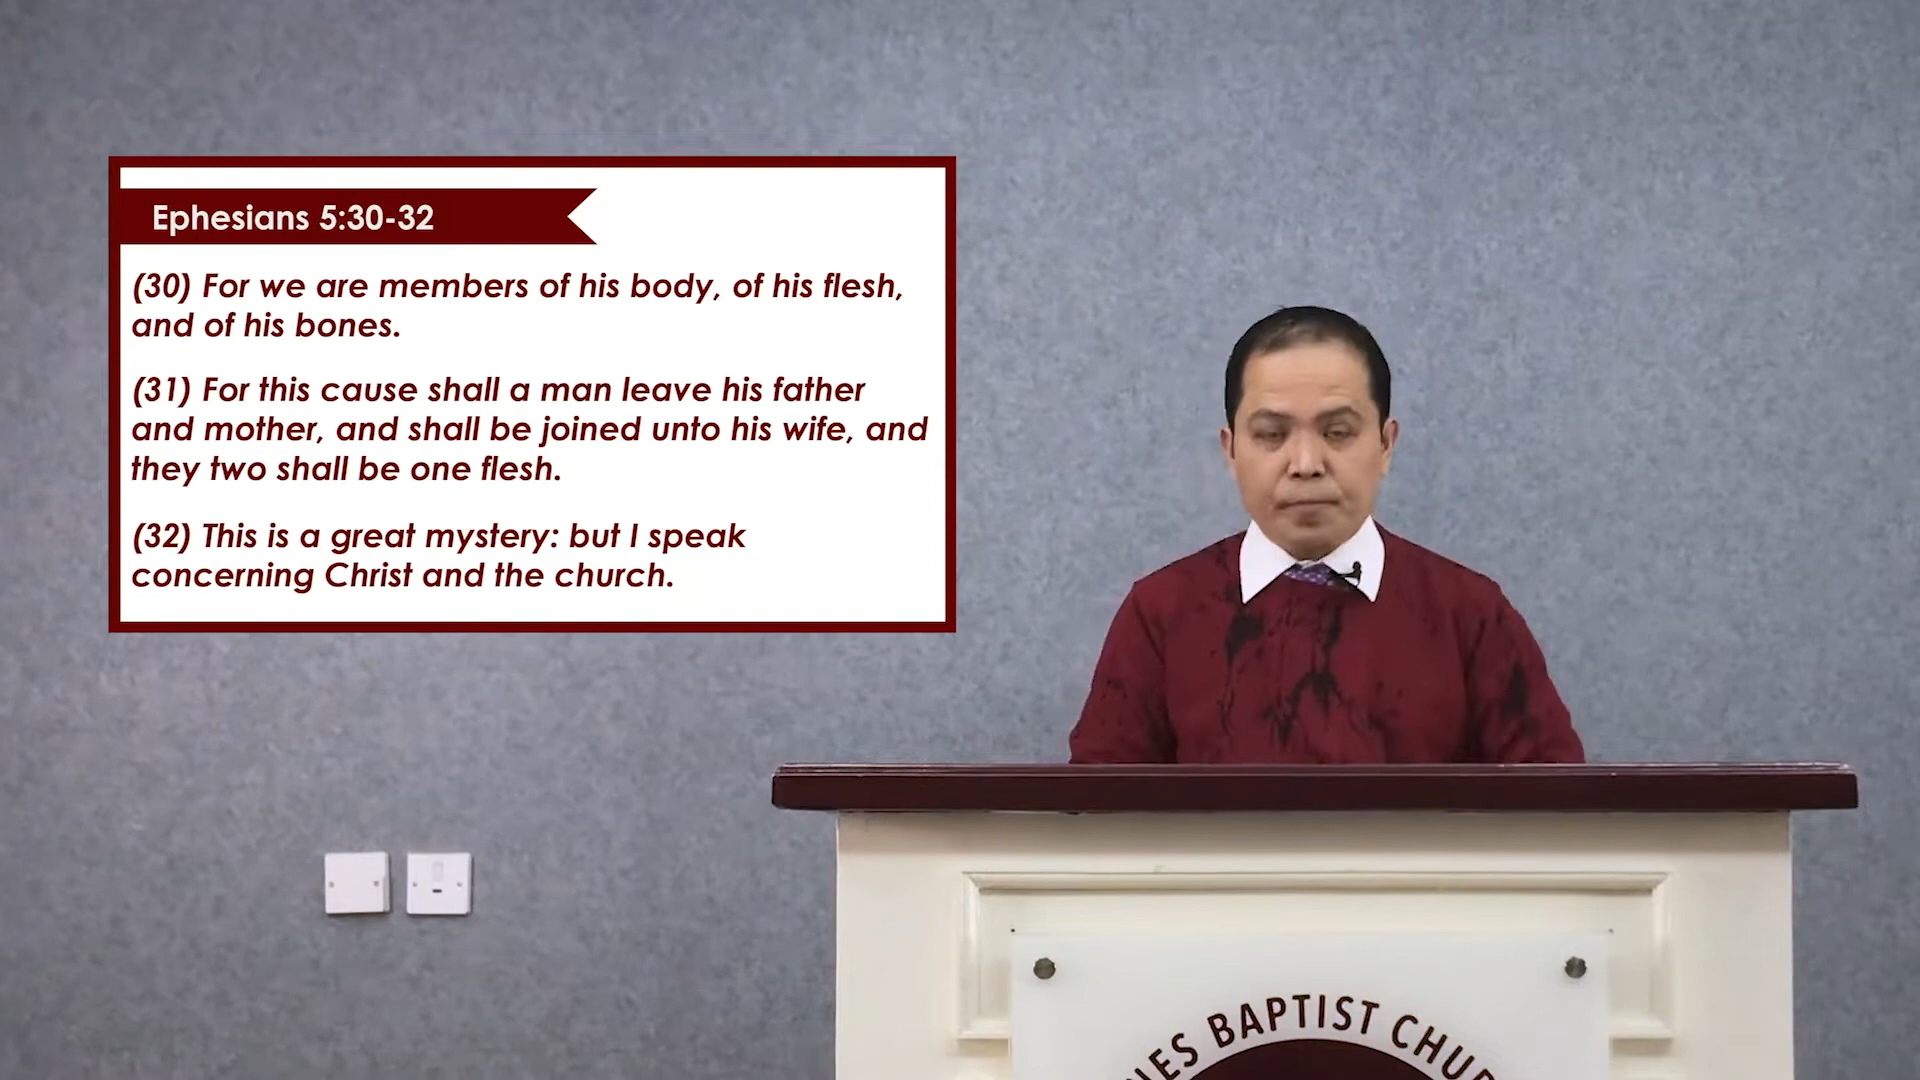 Ephesians 5:30-32
(30) For we are members of his body, of his flesh,
and of his bones.
(31) For this cause shall a man leave his father
and mother, and shall be joined unto his wife, and
they two shall be one flesh.
(32) This is a great mystery: but I speak
concerning Christ and the church.
BAPTIST